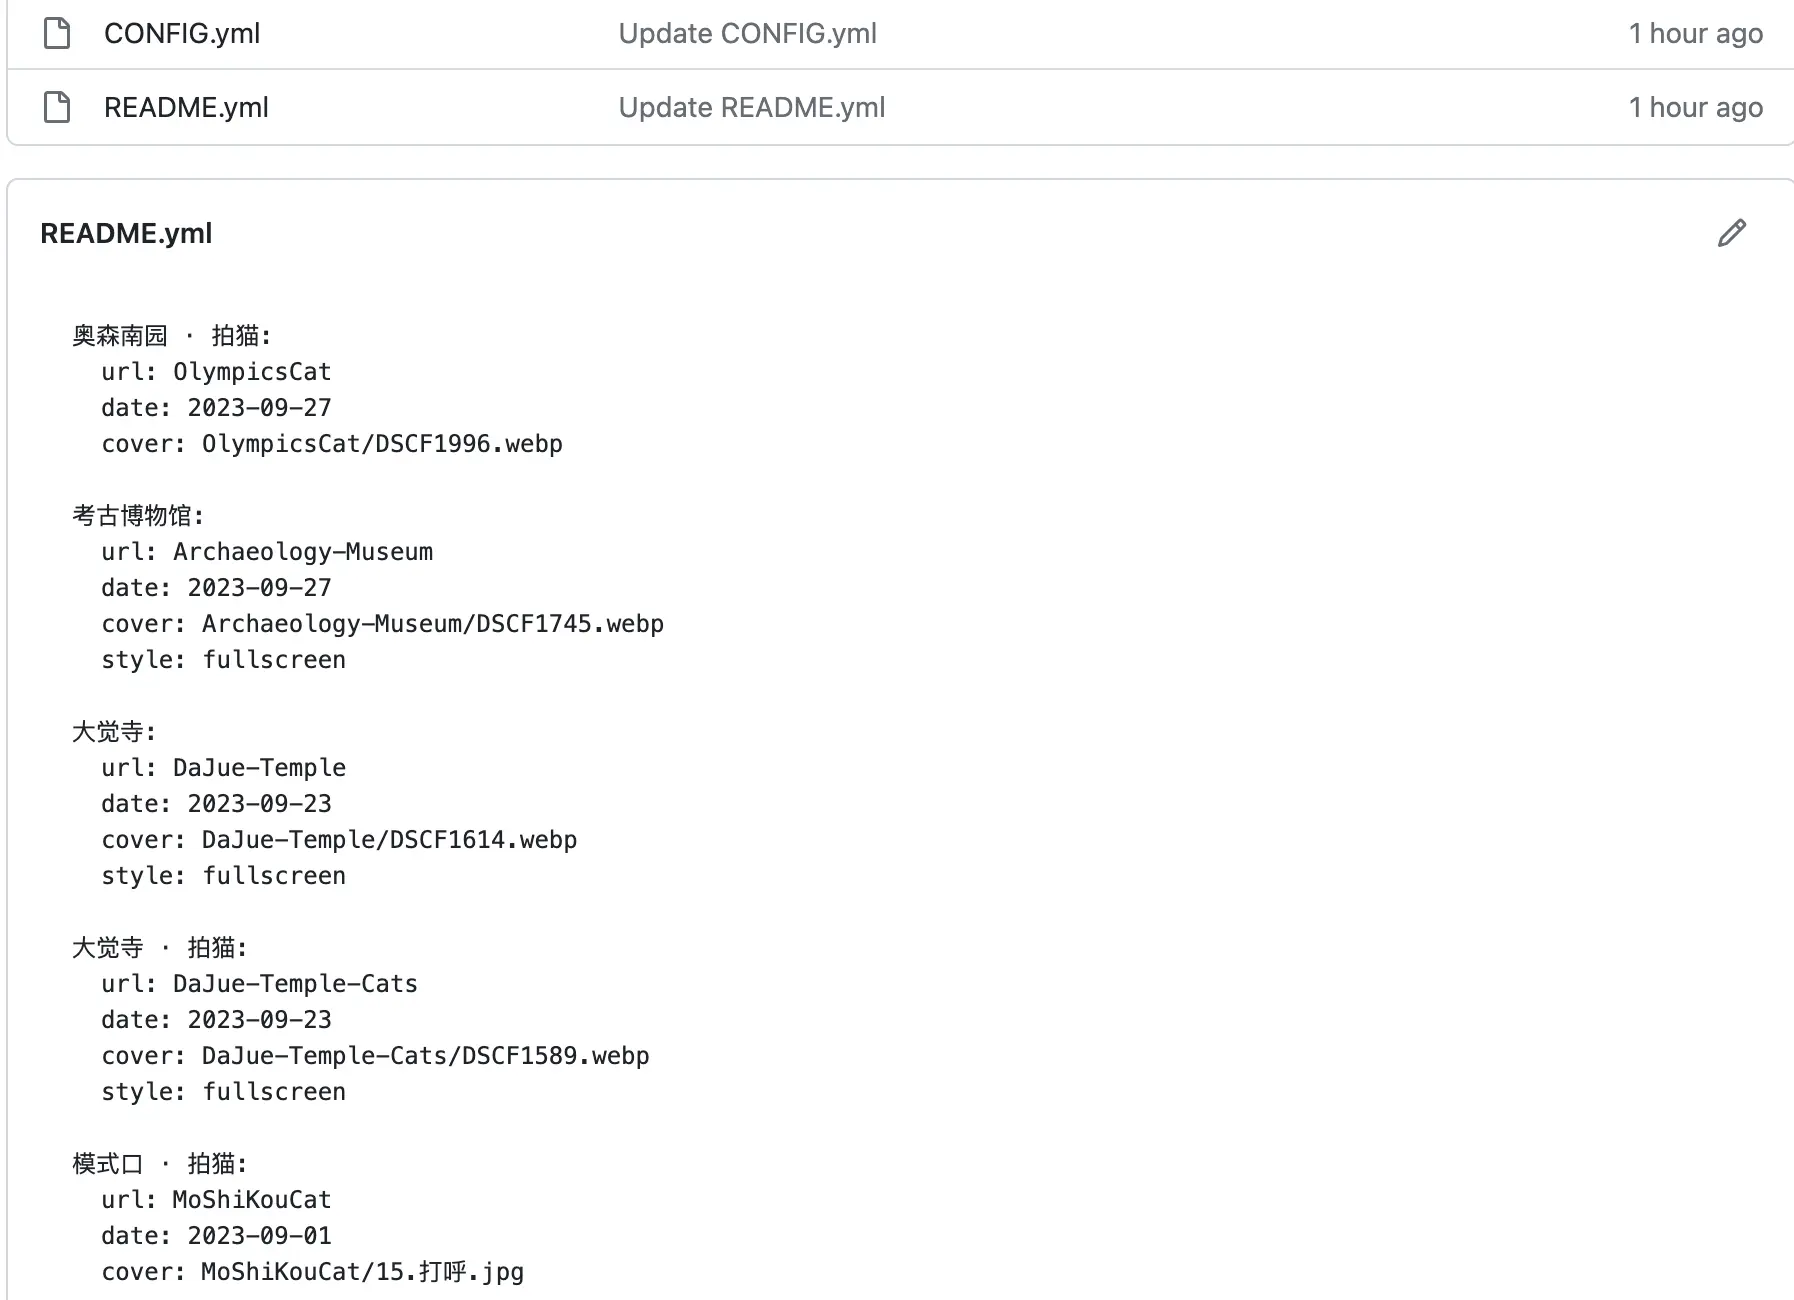 CONFIG.yml Update CONFIG.yml 1 hour ago
README.yml Update README.yml 1 hour ago
README.yml
奥森南园 · 拍猫:
  url: OlympicsCat
  date: 2023-09-27
  cover: OlympicsCat/DSCF1996.webp

考古博物馆:
  url: Archaeology-Museum
  date: 2023-09-27
  cover: Archaeology-Museum/DSCF1745.webp
  style: fullscreen

大觉寺:
  url: DaJue-Temple
  date: 2023-09-23
  cover: DaJue-Temple/DSCF1614.webp
  style: fullscreen

大觉寺 · 拍猫:
  url: DaJue-Temple-Cats
  date: 2023-09-23
  cover: DaJue-Temple-Cats/DSCF1589.webp
  style: fullscreen

模式口 · 拍猫:
  url: MoShiKouCat
  date: 2023-09-01
  cover: MoShiKouCat/15.打呼.jpg